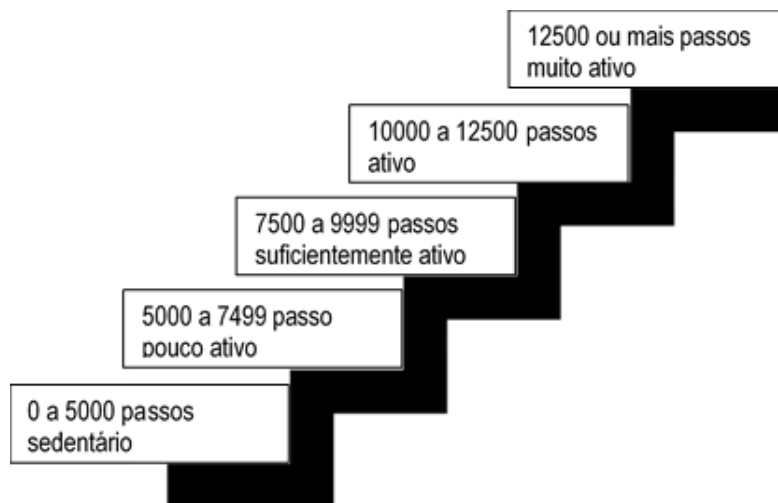 12500 ou mais passos
muito ativo
10000 a 12500 passos
ativo
7500 a 9999 passos
suficientemente ativo
5000 a 7499 passo
pouco ativo
0 a 5000 passos
sedentário